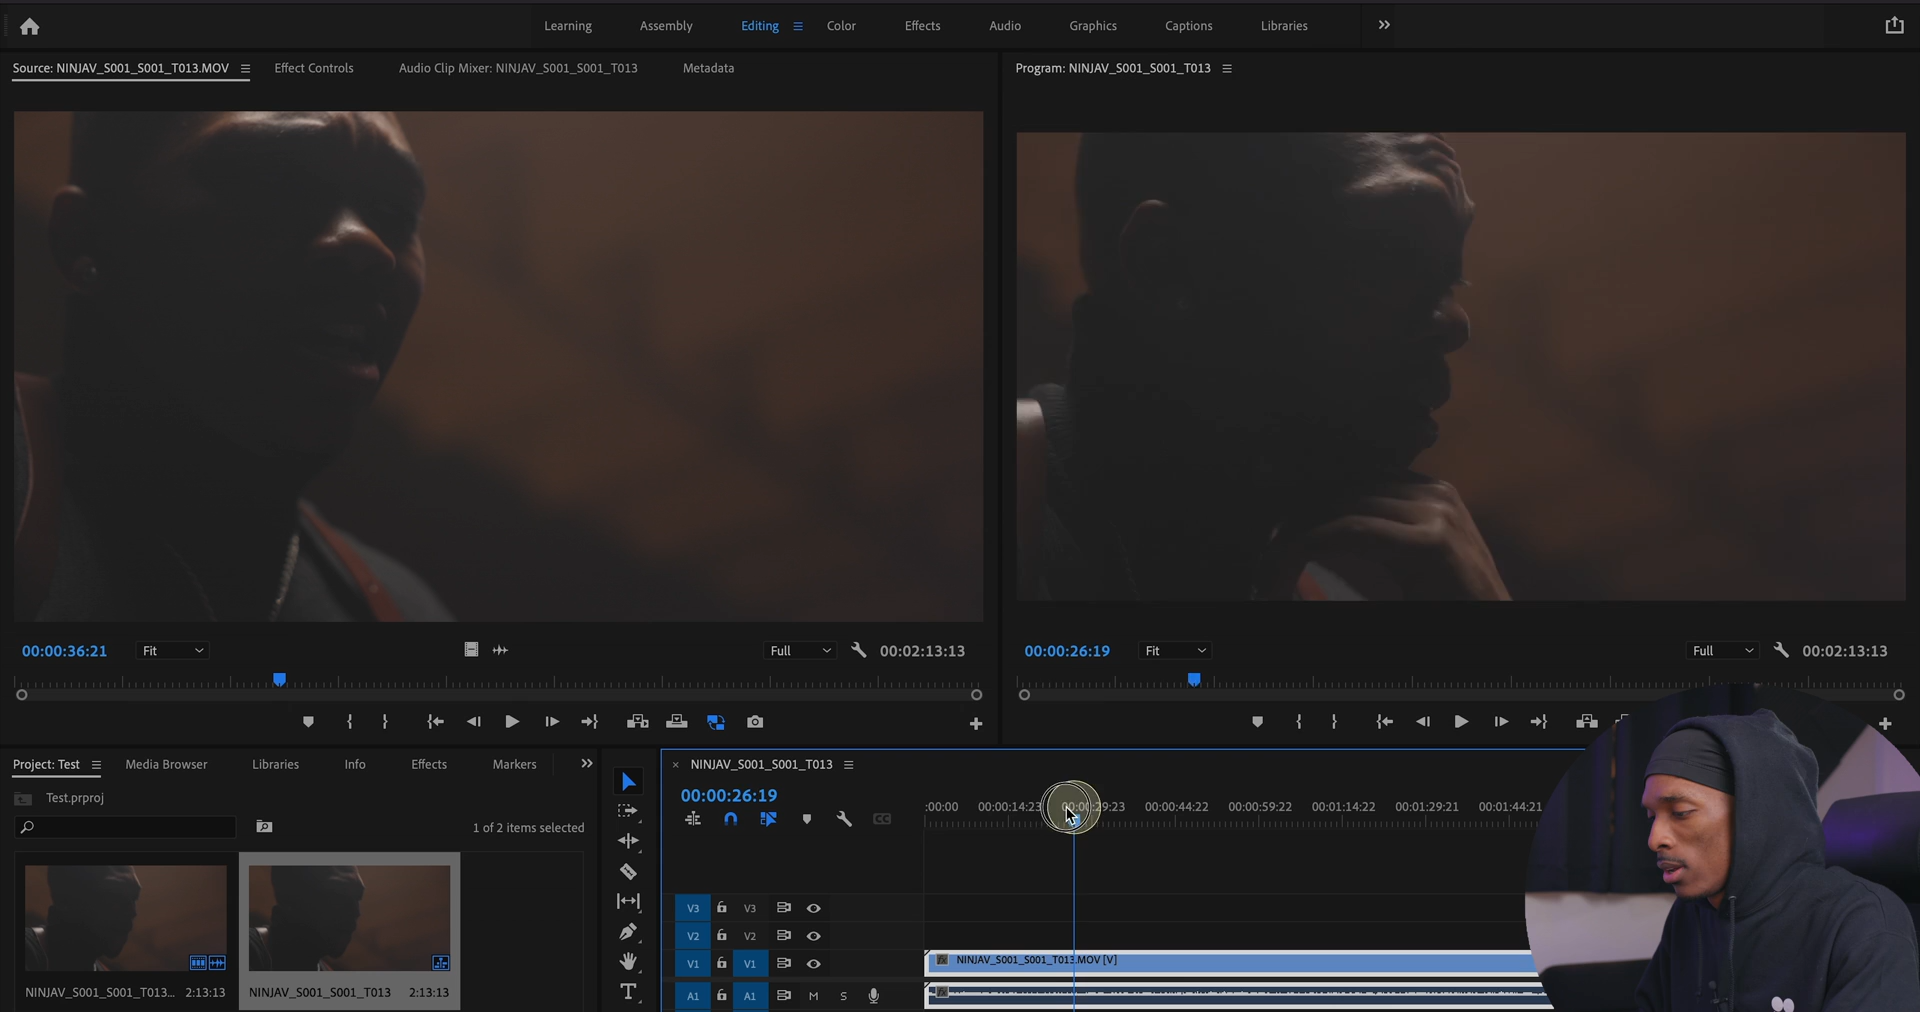 Learning Assembly Editing Color Effects Audio Graphics Captions Libraries
Source: NINJAV_S001_S001_T013.MOV Effect Controls Audio Clip Mixer: NINJAV_S001_S001_T013 Metadata
Program: NINJAV_S001_S001_T013
00:00:36:21 Fit Full 00:02:13:13
00:00:26:19 Fit Full 00:02:13:13
Project: Test Media Browser Libraries Info Effects Markers
Test.prproj
1 of 2 items selected
NINJAV_S001_S001_T013... 2:13:13
NINJAV_S001_S001_T013 2:13:13
× NINJAV_S001_S001_T013
00:00:26:19
:00:00 00:00:14:23 00:00:29:23 00:00:44:22 00:00:59:22 00:01:14:22 00:01:29:21 00:01:44:21
CC
V3 V3
V2 V2
V1 V1 fx NINJAV_S001_S001_T013.MOV [V]
A1 A1 M S fx